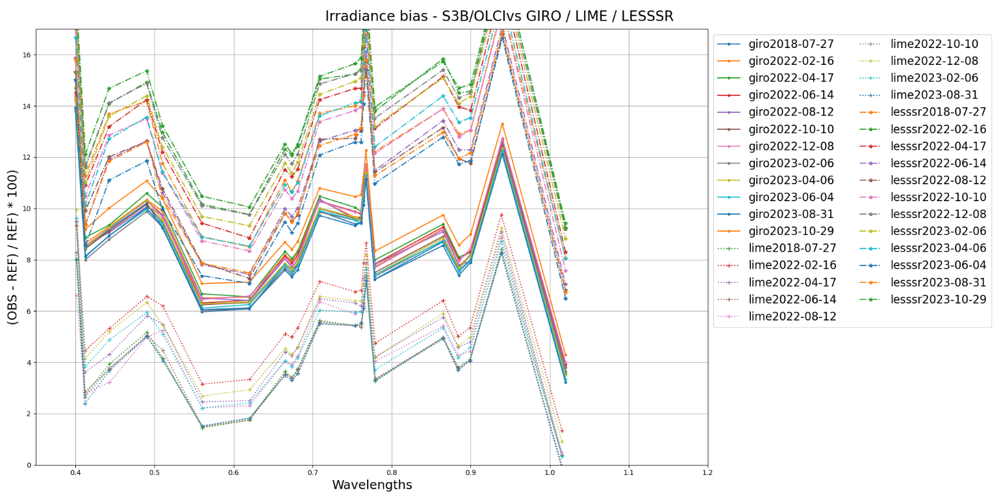 Irradiance bias - S3B/OLCIvs GIRO / LIME / LESSSR
(OBS - REF) / REF) * 100)
16
14
12
10
8
6
4
2
0
0.4 0.5 0.6 0.7 0.8 0.9 1.0 1.1 1.2
Wavelengths
giro2018-07-27
giro2022-02-16
giro2022-04-17
giro2022-06-14
giro2022-08-12
giro2022-10-10
giro2022-12-08
giro2023-02-06
giro2023-04-06
giro2023-06-04
giro2023-08-31
giro2023-10-29
lime2018-07-27
lime2022-02-16
lime2022-04-17
lime2022-06-14
lime2022-08-12
lime2022-10-10
lime2022-12-08
lime2023-02-06
lime2023-08-31
lesssr2018-07-27
lesssr2022-02-16
lesssr2022-04-17
lesssr2022-06-14
lesssr2022-08-12
lesssr2022-10-10
lesssr2022-12-08
lesssr2023-02-06
lesssr2023-04-06
lesssr2023-06-04
lesssr2023-08-31
lesssr2023-10-29